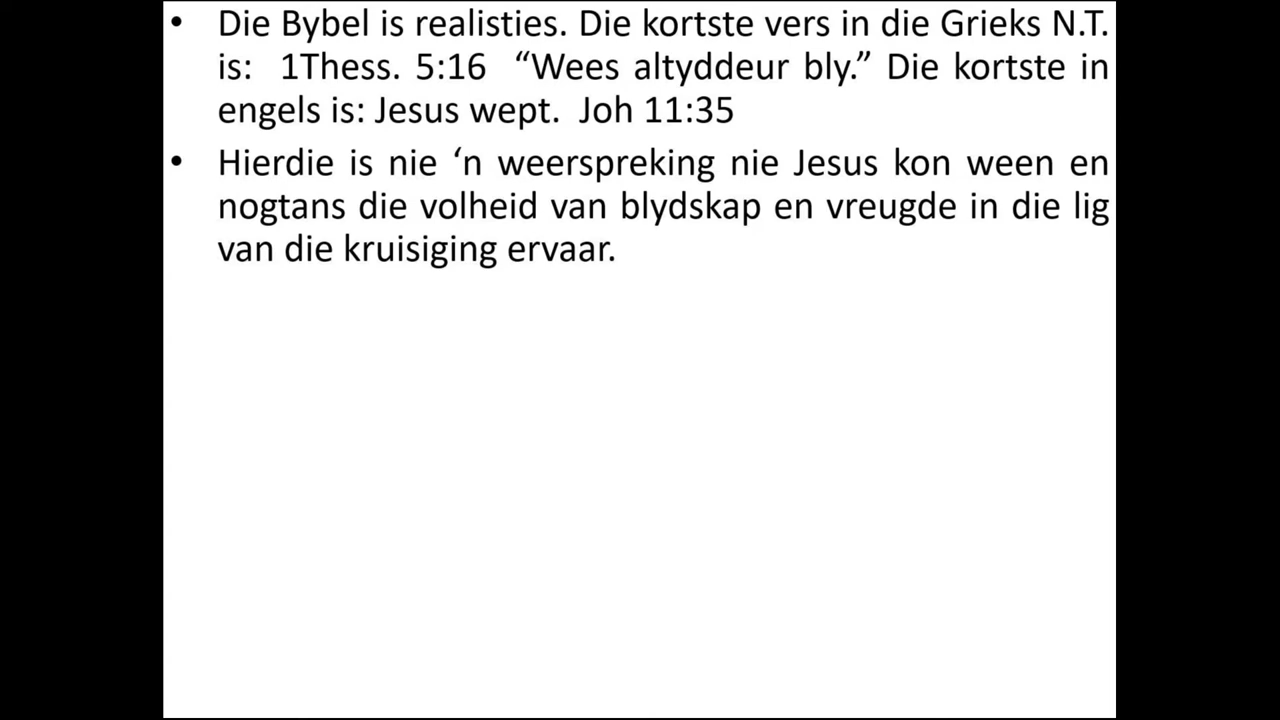 • Die Bybel is realisties. Die kortste vers in die Grieks N.T.
is: 1Thess. 5:16 “Wees altyddeur bly.” Die kortste in
engels is: Jesus wept. Joh 11:35
• Hierdie is nie ‘n weerspreking nie Jesus kon ween en
nogtans die volheid van blydskap en vreugde in die lig
van die kruisiging ervaar.